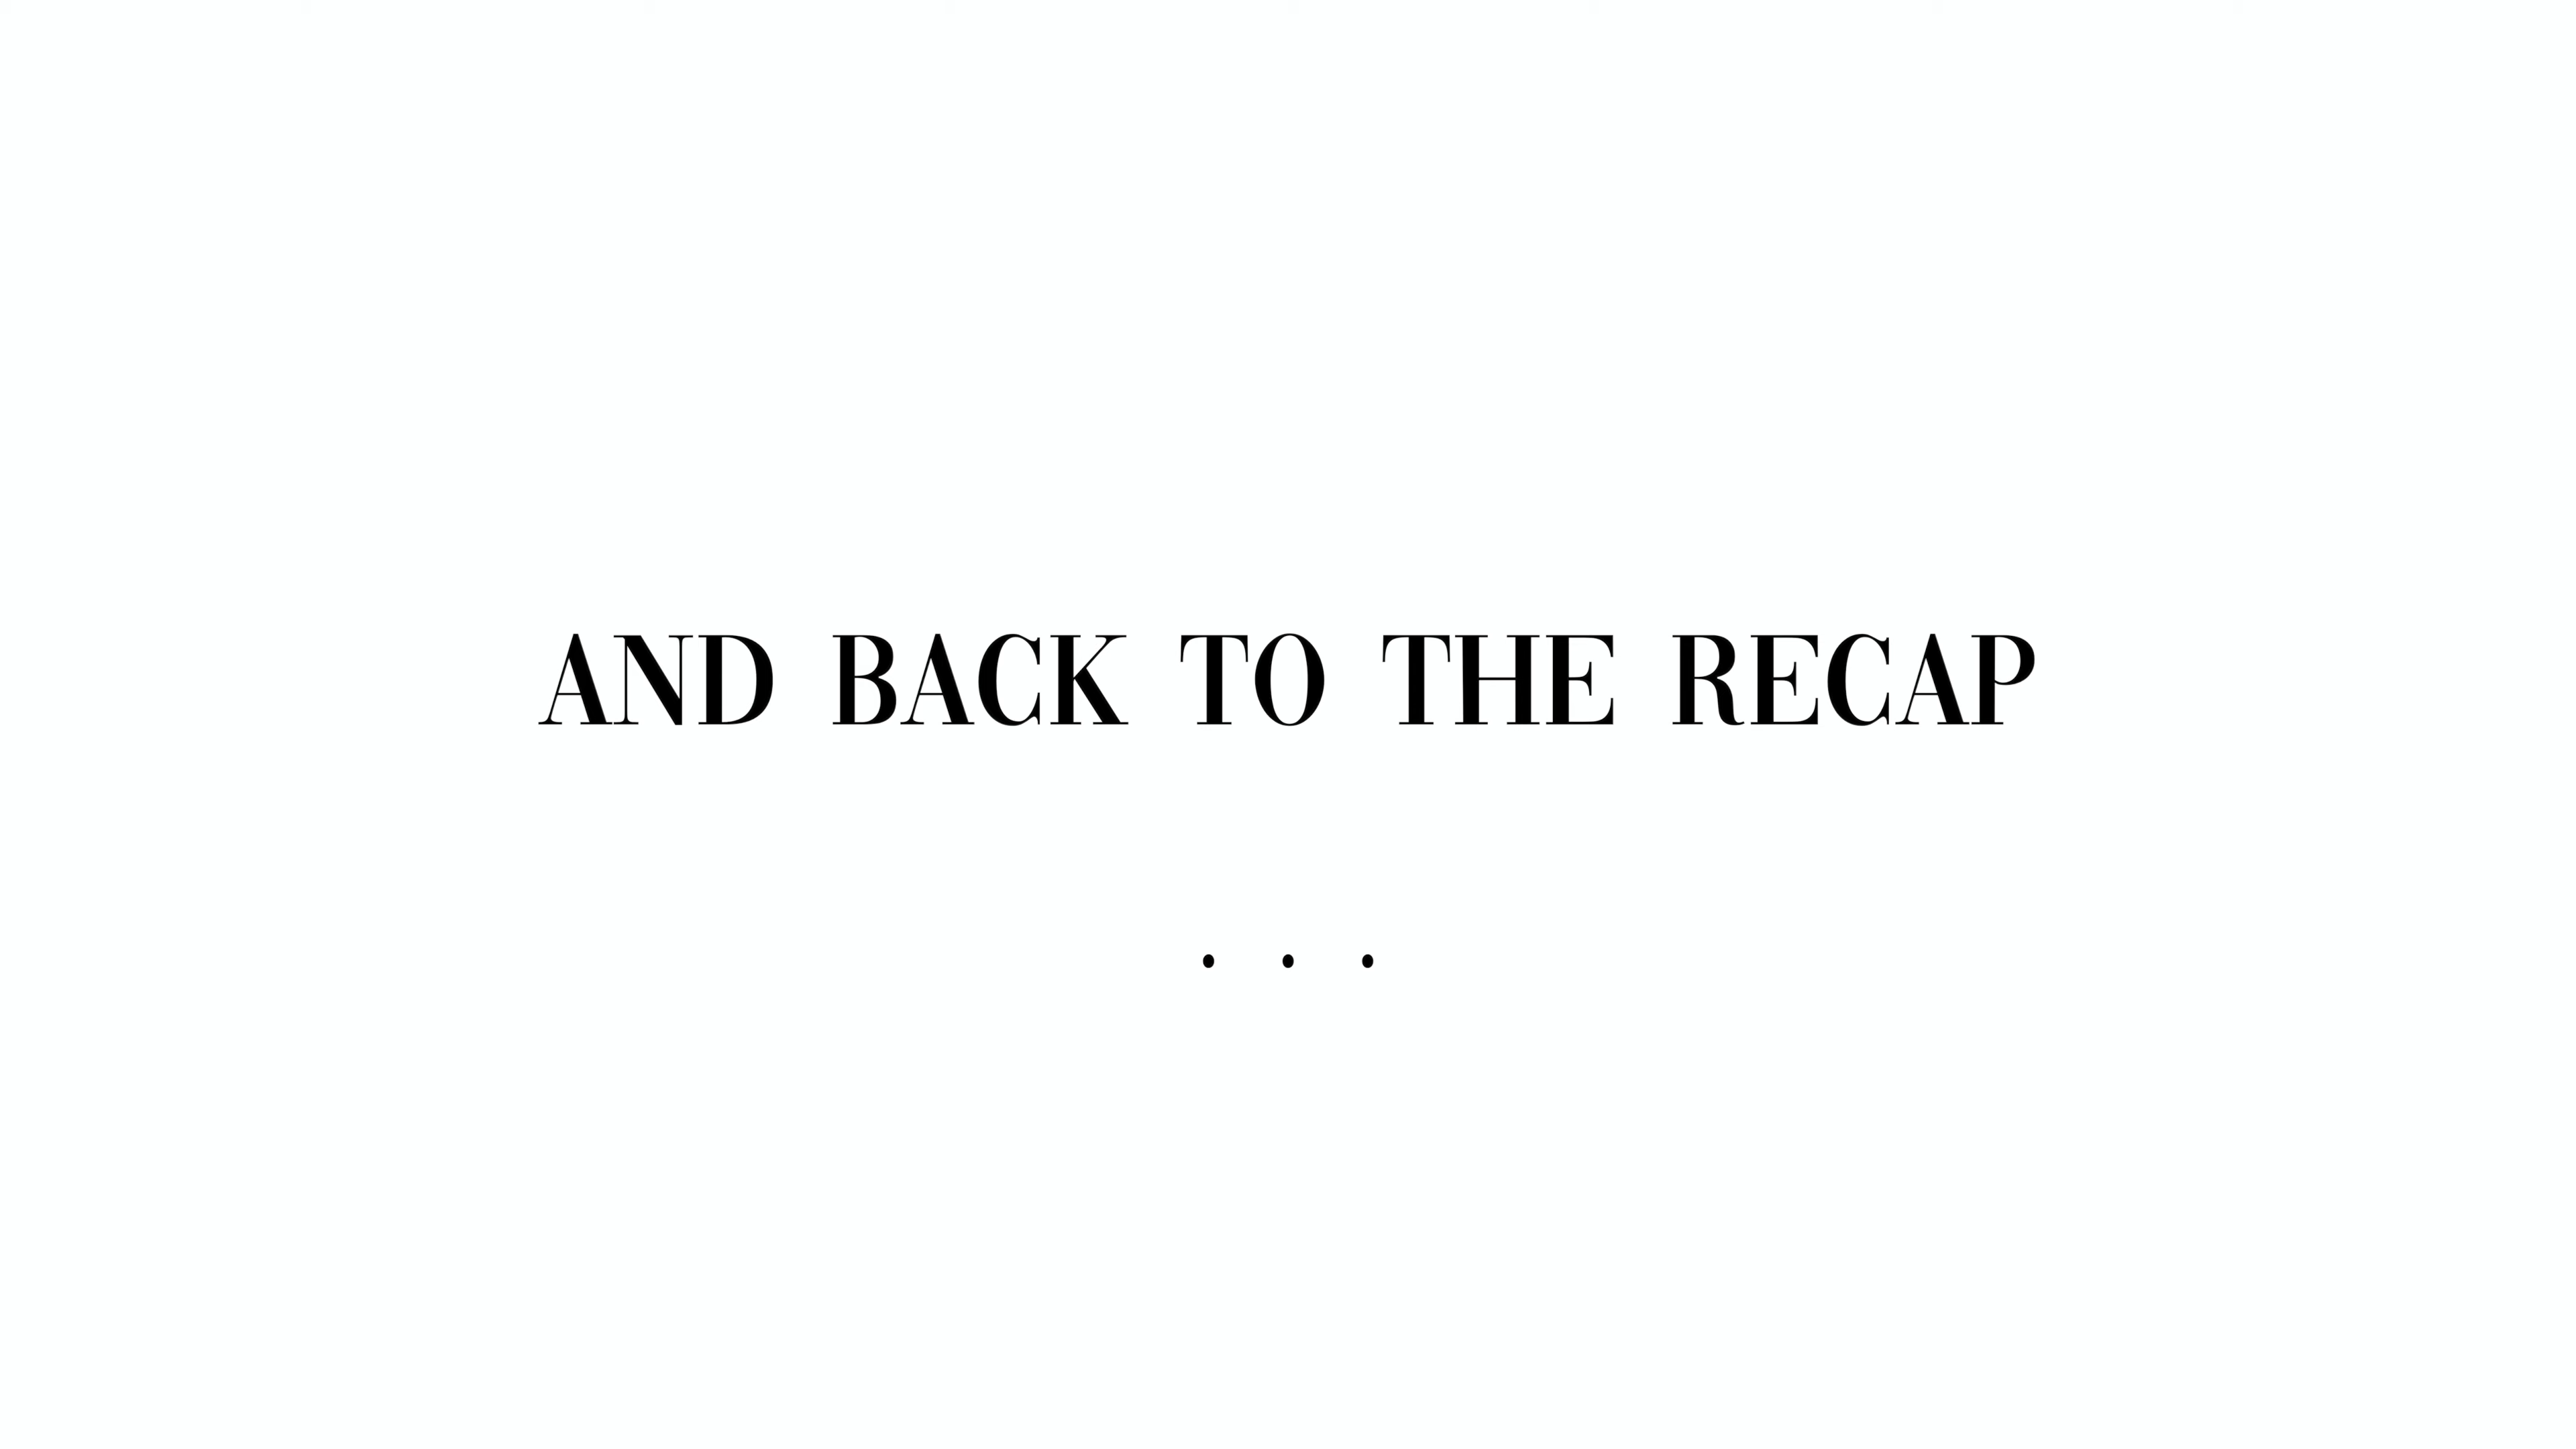 AND BACK TO THE RECAP
. . .